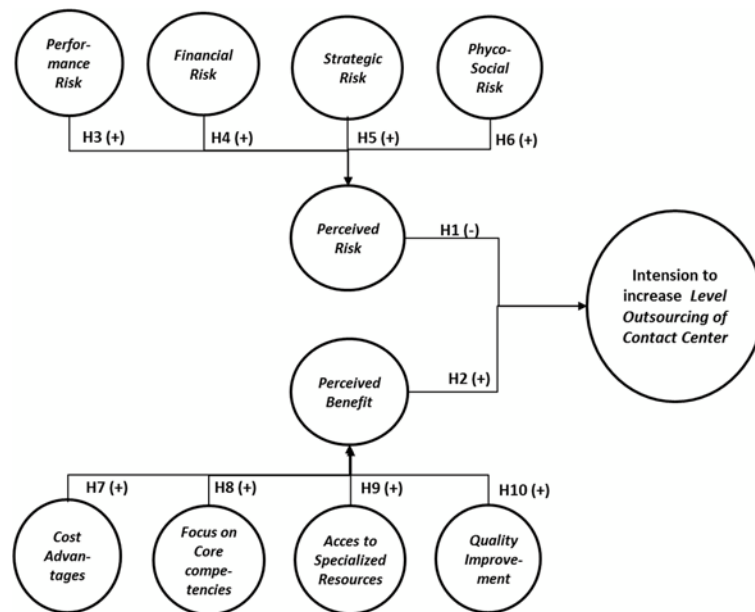 Perfor-
mance
Risk
Financial
Risk
Strategic
Risk
Phyco-
Social
Risk
H3 (+)
H4 (+)
H5 (+)
H6 (+)
Perceived
Risk
H1 (-)
Intension to
increase Level
Outsourcing of
Contact Center
Perceived
Benefit
H2 (+)
H7 (+)
H8 (+)
H9 (+)
H10 (+)
Cost
Advan-
tages
Focus on
Core
compe-
tencies
Acces to
Specialized
Resources
Quality
Improve-
ment